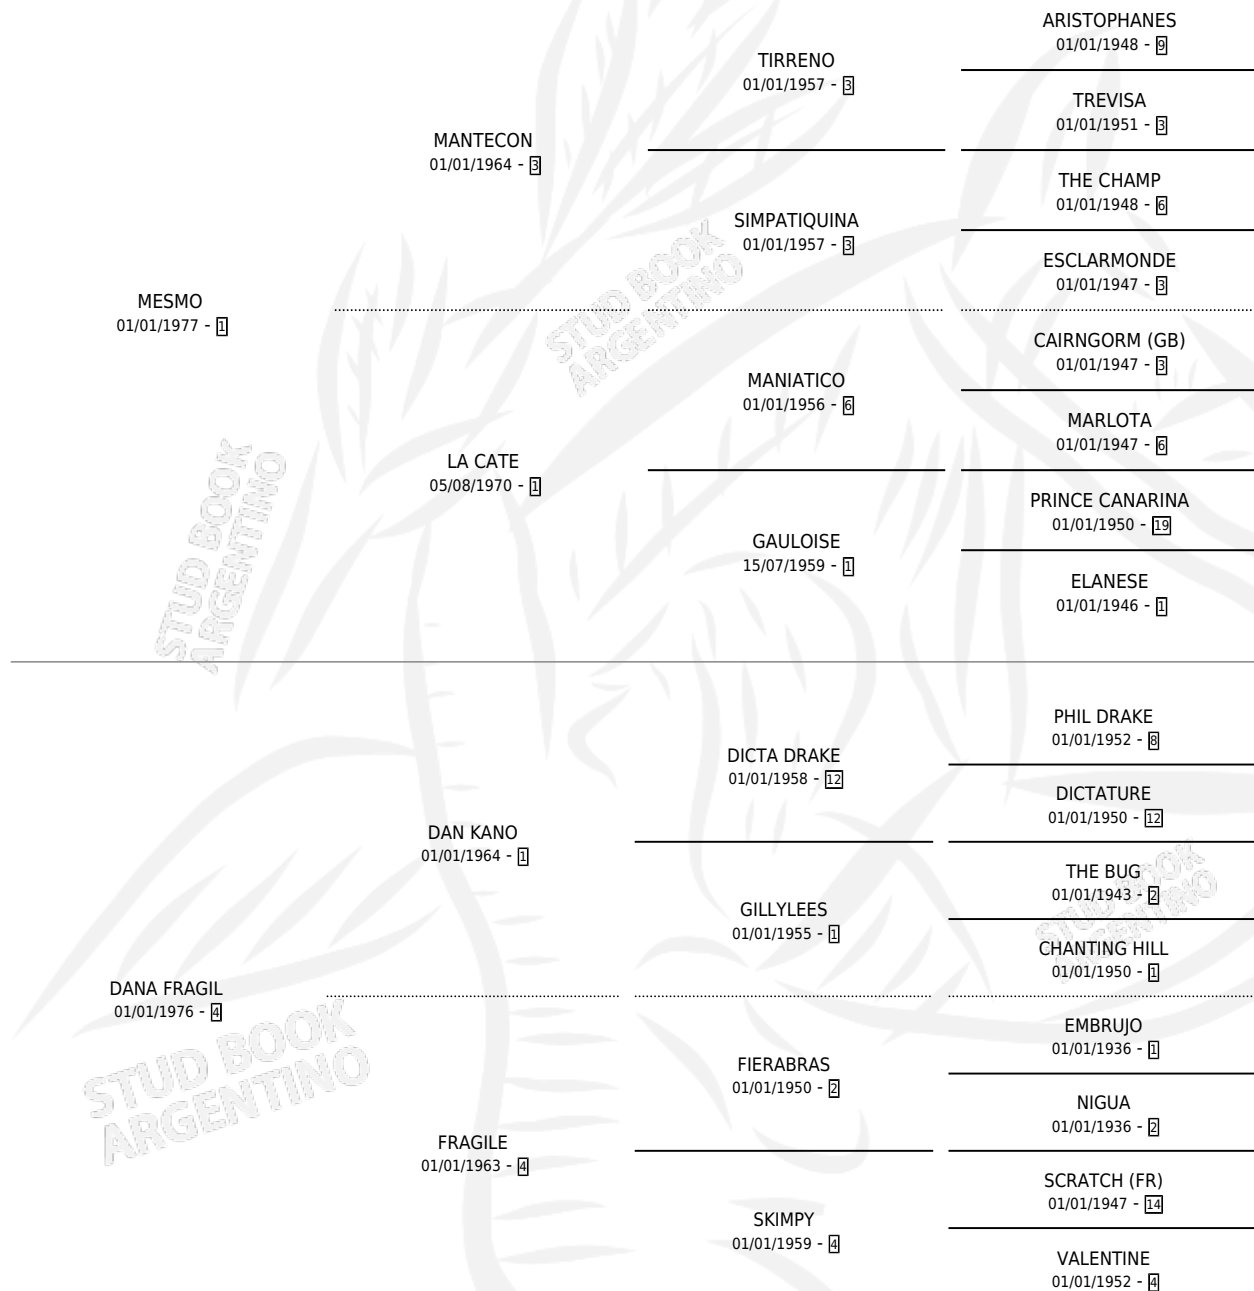 ARISTOPHANES
01/01/1948 - 9
TIRRENO
01/01/1957 - 3
TREVISA
01/01/1951 - 3
MANTECON
01/01/1964 - 3
THE CHAMP
01/01/1948 - 6
SIMPATIQUINA
01/01/1957 - 3
ESCLARMONDE
01/01/1947 - 3
MESMO
01/01/1977 - 1
CAIRNGORM (GB)
01/01/1947 - 3
MANIATICO
01/01/1956 - 6
MARLOTA
01/01/1947 - 6
LA CATE
05/08/1970 - 1
PRINCE CANARINA
01/01/1950 - 19
GAULOISE
15/07/1959 - 1
ELANESE
01/01/1946 - 1
STUD BOOK
ARGENTINO
STUD BOOK
ARGENTINO
PHIL DRAKE
01/01/1952 - 8
DICTA DRAKE
01/01/1958 - 12
DICTATURE
01/01/1950 - 12
DAN KANO
01/01/1964 - 1
THE BUG
01/01/1943 - 2
GILLYLEES
01/01/1955 - 1
CHANTING HILL
01/01/1950 - 1
DANA FRAGIL
01/01/1976 - 4
EMBRUJO
01/01/1936 - 1
FIERABRAS
01/01/1950 - 2
NIGUA
01/01/1936 - 2
FRAGILE
01/01/1963 - 4
SCRATCH (FR)
01/01/1947 - 14
SKIMPY
01/01/1959 - 4
VALENTINE
01/01/1952 - 4
STUD BOOK
ARGENTINO
STUD BOOK
ARGENTINO